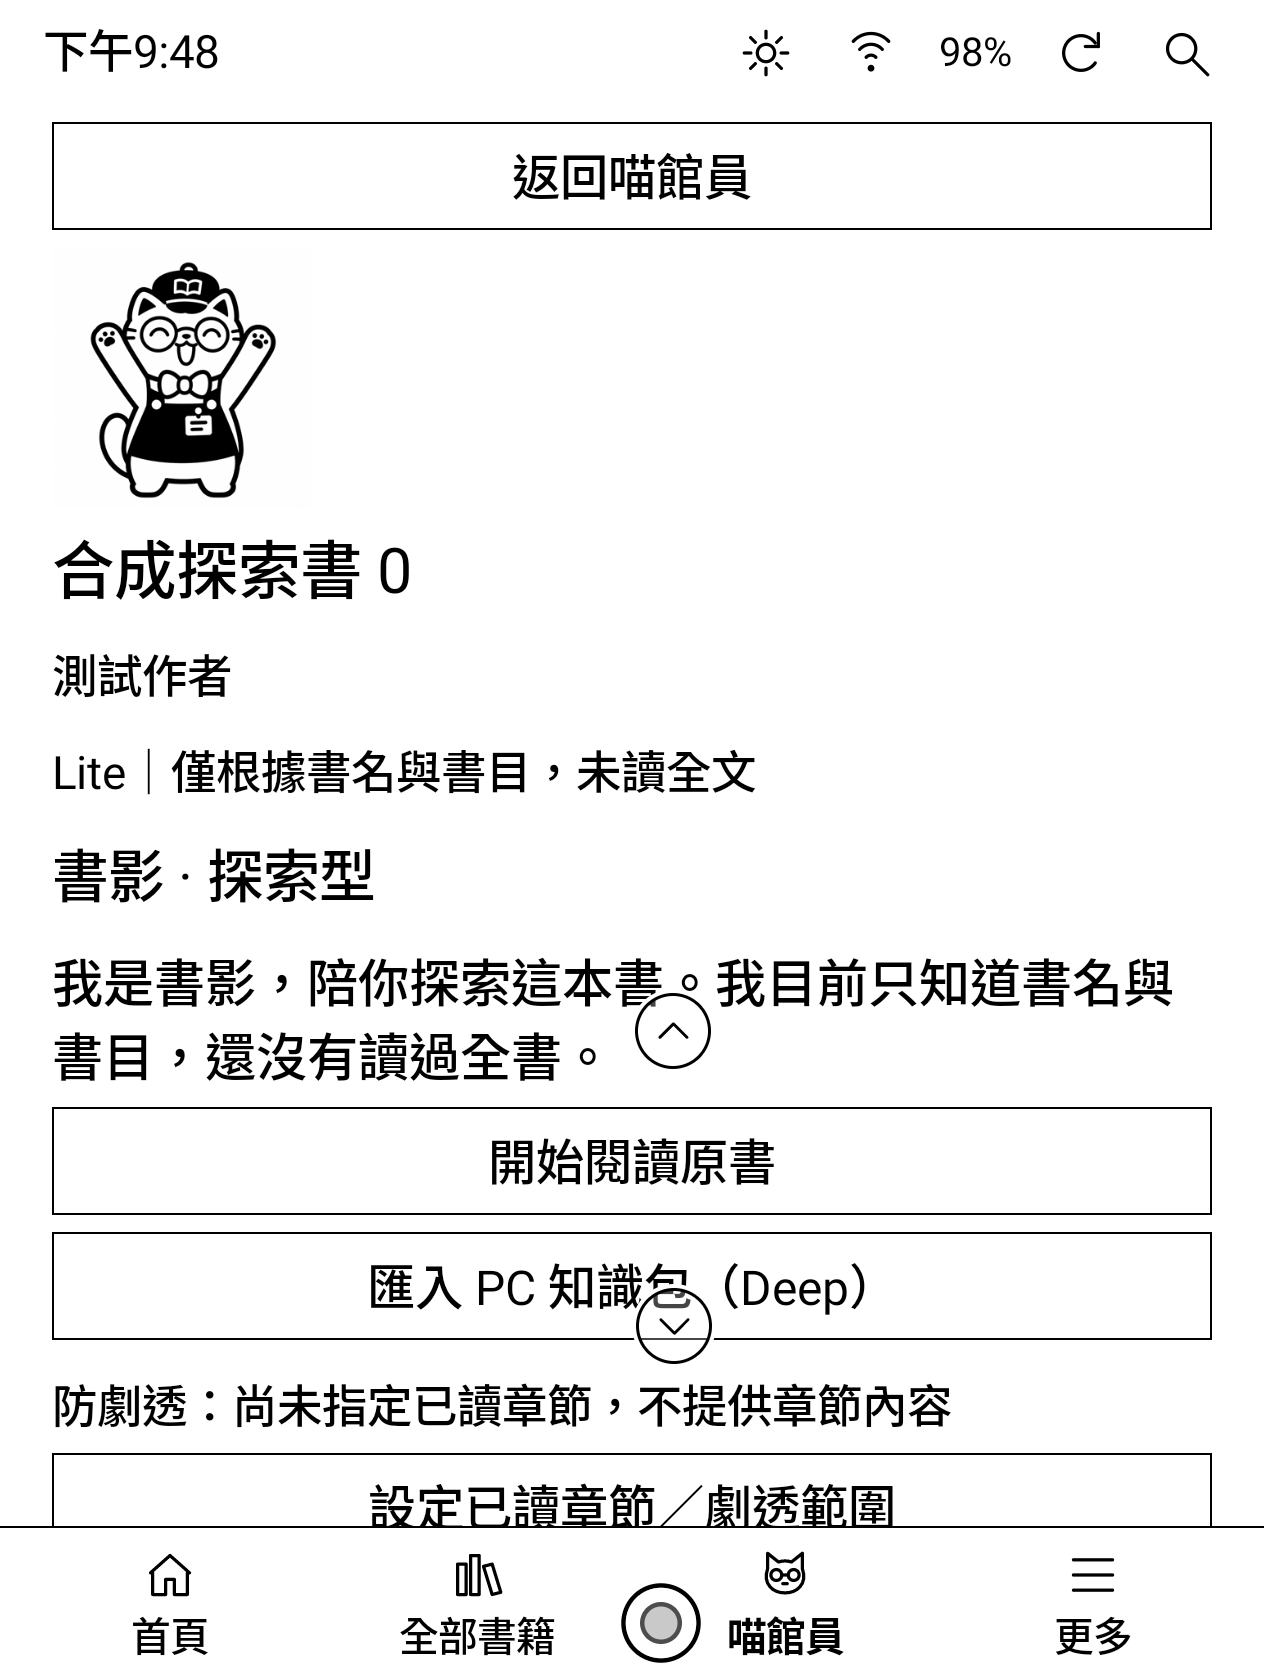 下午9:48
98%
返回喵館員
合成探索書 0
測試作者
Lite｜僅根據書名與書目，未讀全文
書影 · 探索型
我是書影，陪你探索這本書。我目前只知道書名與
書目，還沒有讀過全書。
開始閱讀原書
匯入 PC 知識包（Deep）
防劇透：尚未指定已讀章節，不提供章節內容
設定已讀章節／劇透範圍
首頁
全部書籍
喵館員
更多